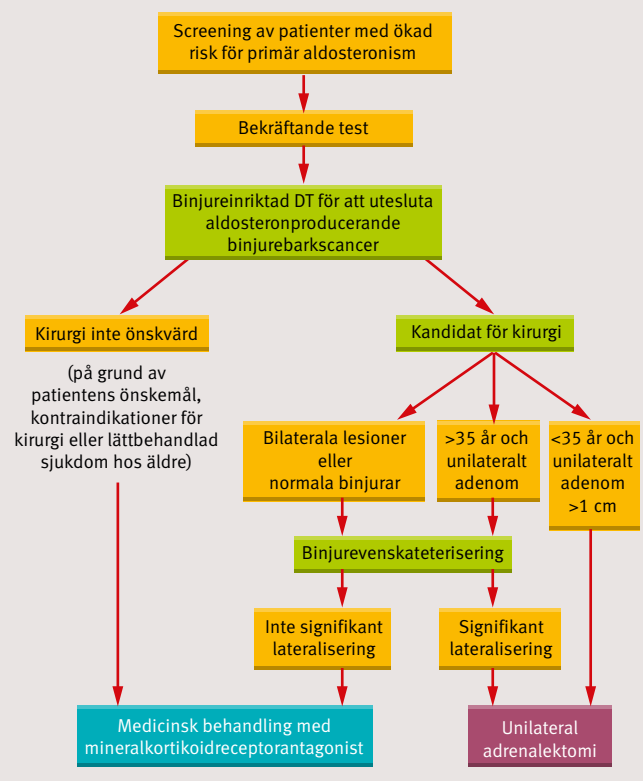 Screening av patienter med ökad
risk för primär aldosteronism
Bekräftande test
Binjureinriktad DT för att utesluta
aldosteronproducerande
binjurebarkscancer
Kirurgi inte önskvärd
(på grund av
patientens önskemål,
kontraindikationer för
kirurgi eller lättbehandlad
sjukdom hos äldre)
Kandidat för kirurgi
Bilaterala lesioner
eller
normala binjurar
>35 år och
unilateralt
adenom
<35 år och
unilateralt
adenom
>1 cm
Binjurevenskateterisering
Inte signifikant
lateralisering
Signifikant
lateralisering
Medicinsk behandling med
mineralkortikoidreceptorantagonist
Unilateral
adrenalektomi